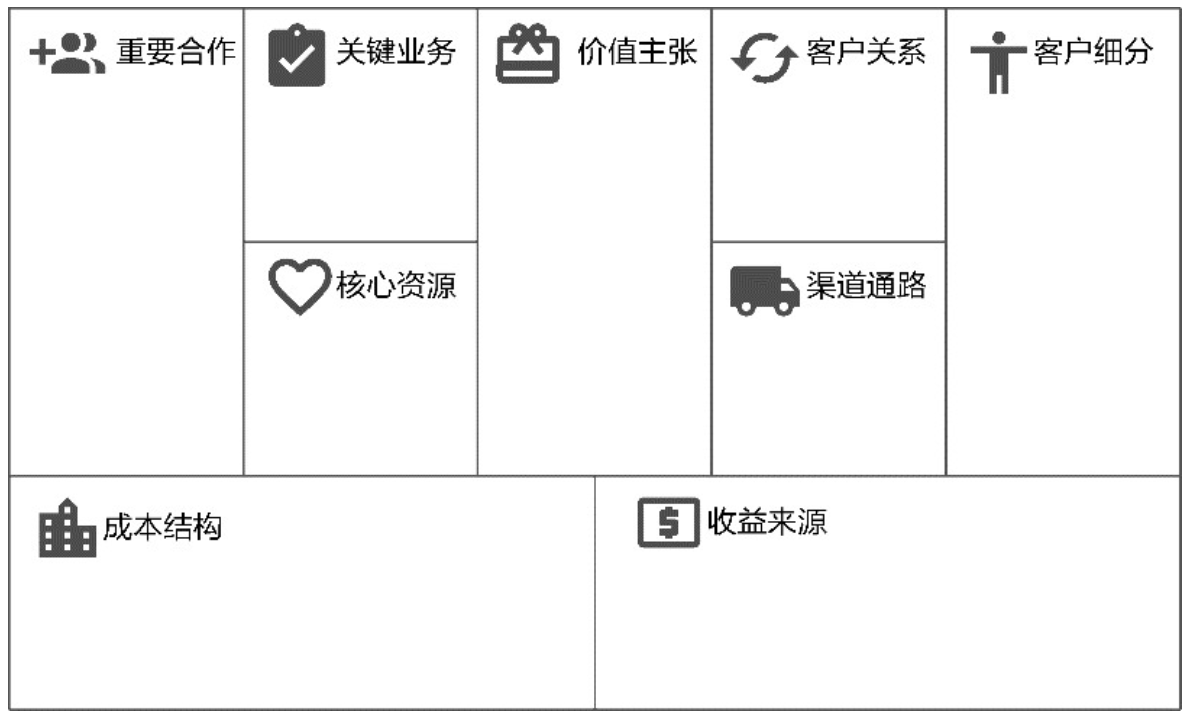 重要合作
关键业务
价值主张
客户关系
客户细分
核心资源
渠道通路
成本结构
$
收益来源